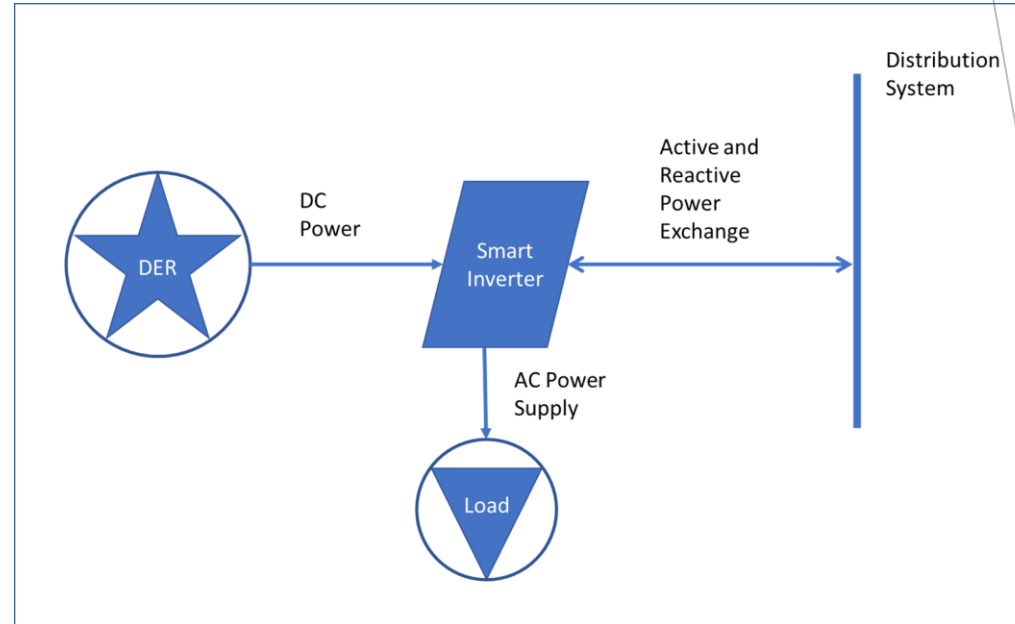 Distribution
System
Active and
Reactive
Power
Exchange
DC
Power
Smart
Inverter
DER
AC Power
Supply
Load